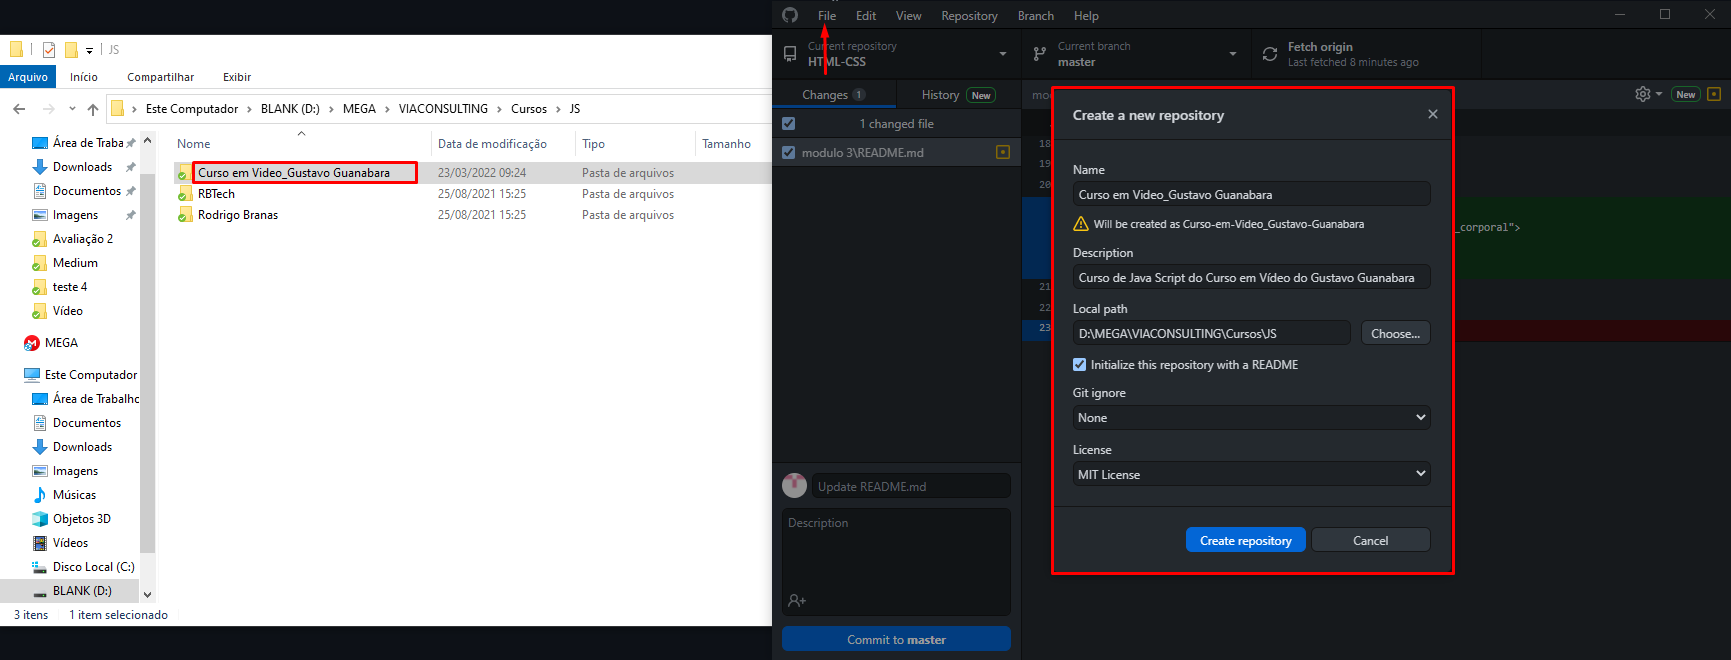 JS
Arquivo
Início
Compartilhar
Exibir
Este Computador
BLANK (D:)
MEGA
VIACONSULTING
Cursos
JS
Área de Traba
Downloads
Documentos
Imagens
Avaliação 2
Medium
teste 4
Vídeo
MEGA
Este Computador
Área de Trabalho
Documentos
Downloads
Imagens
Músicas
Objetos 3D
Vídeos
Disco Local (C:)
BLANK (D:)
Nome
Data de modificação
Tipo
Tamanho
Curso em Video_Gustavo Guanabara
23/03/2022 09:24
Pasta de arquivos
RBTech
25/08/2021 15:25
Pasta de arquivos
Rodrigo Branas
25/08/2021 15:25
Pasta de arquivos
3 itens
1 item selecionado
File
Edit
View
Repository
Branch
Help
Current repository
HTML-CSS
Current branch
master
Fetch origin
Last fetched 8 minutes ago
Changes 1
History New
1 changed file
modulo 3\README.md
mo
New
18
19
20
_corporal">
21
22
23
Create a new repository
Name
Curso em Video_Gustavo Guanabara
Will be created as Curso-em-Video_Gustavo-Guanabara
Description
Curso de Java Script do Curso em Vídeo do Gustavo Guanabara
Local path
D:\MEGA\VIACONSULTING\Cursos\JS
Choose...
Initialize this repository with a README
Git ignore
None
License
MIT License
Create repository
Cancel
Update README.md
Description
Commit to master